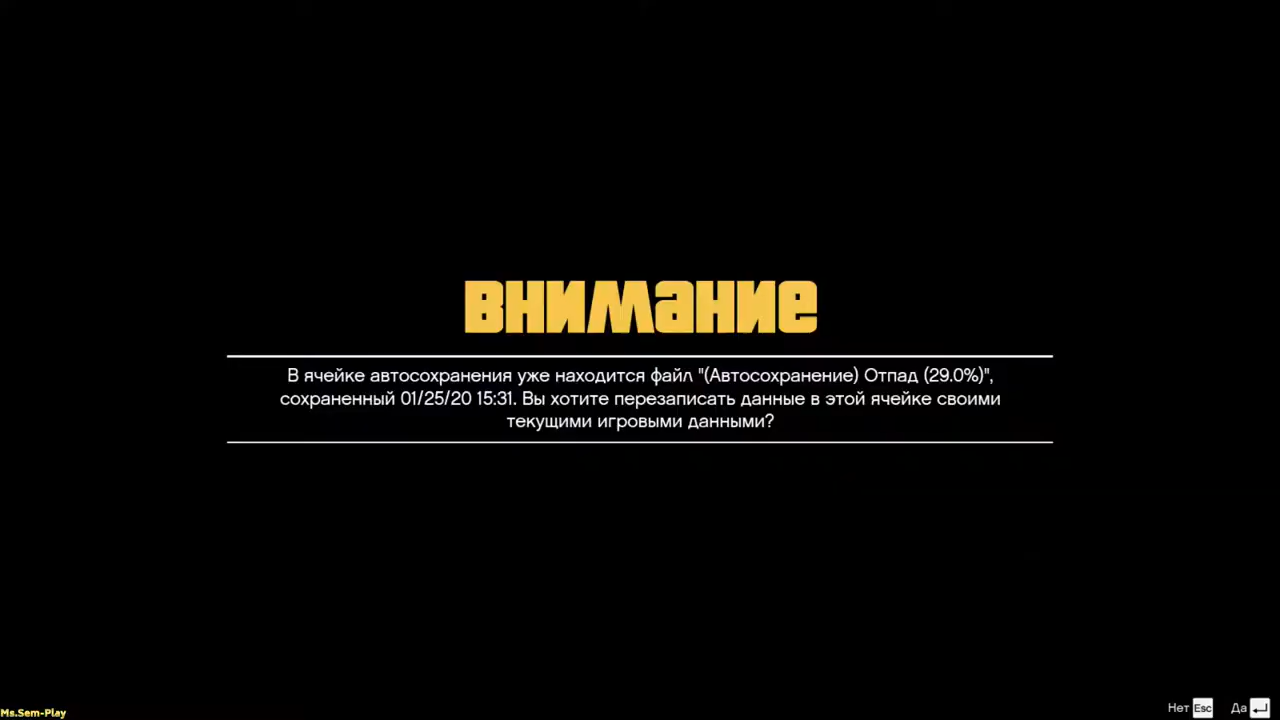 внимание
В ячейке автосохранения уже находится файл "(Автосохранение) Отпад (29.0%)",
сохраненный 01/25/20 15:31. Вы хотите перезаписать данные в этой ячейке своими
текущими игровыми данными?
Нет Esc Да
Ms.Sem-Play